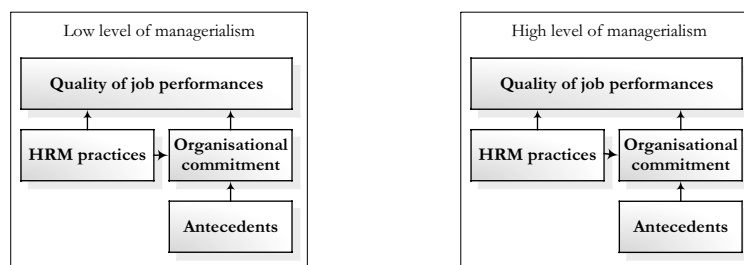 Low level of managerialism
Quality of job performances
HRM practices
Organisational
commitment
Antecedents
High level of managerialism
Quality of job performances
HRM practices
Organisational
commitment
Antecedents